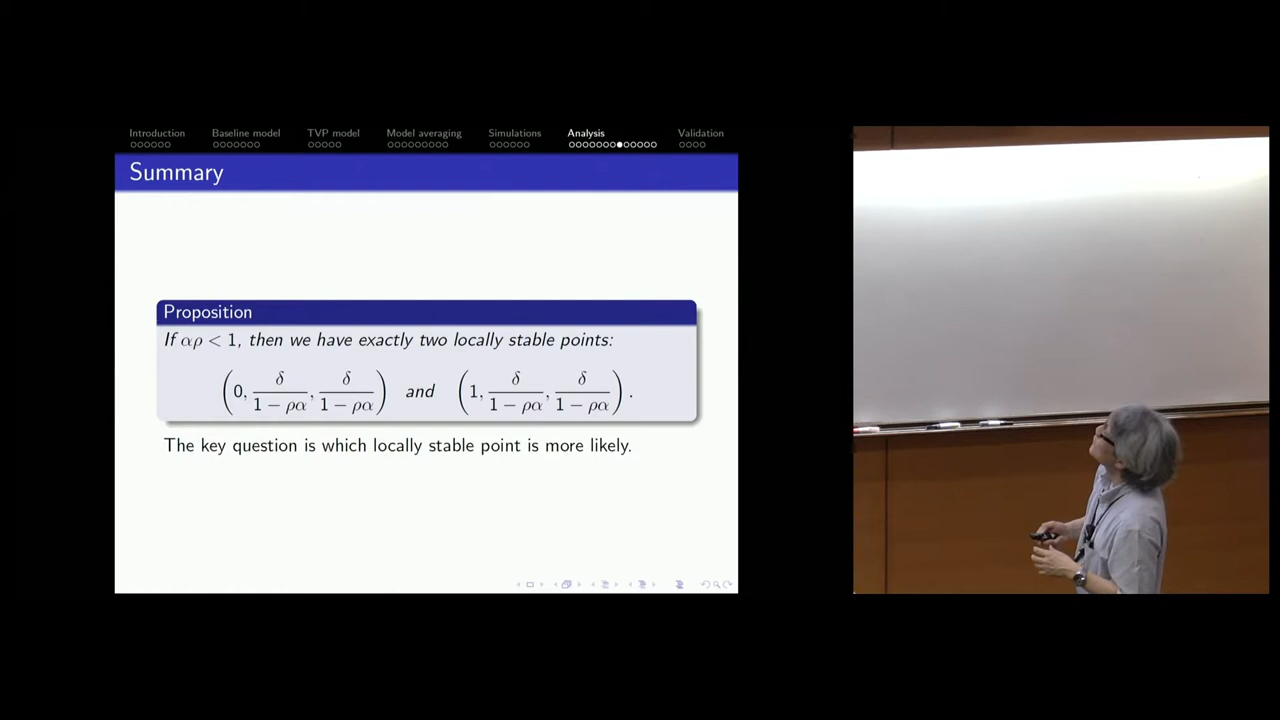 Introduction Baseline model TVP model Model averaging Simulations Analysis Validation
Summary
Proposition
If αρ < 1, then we have exactly two locally stable points:
(0, δ/(1 − ρα), δ/(1 − ρα)) and (1, δ/(1 − ρα), δ/(1 − ρα)).
The key question is which locally stable point is more likely.